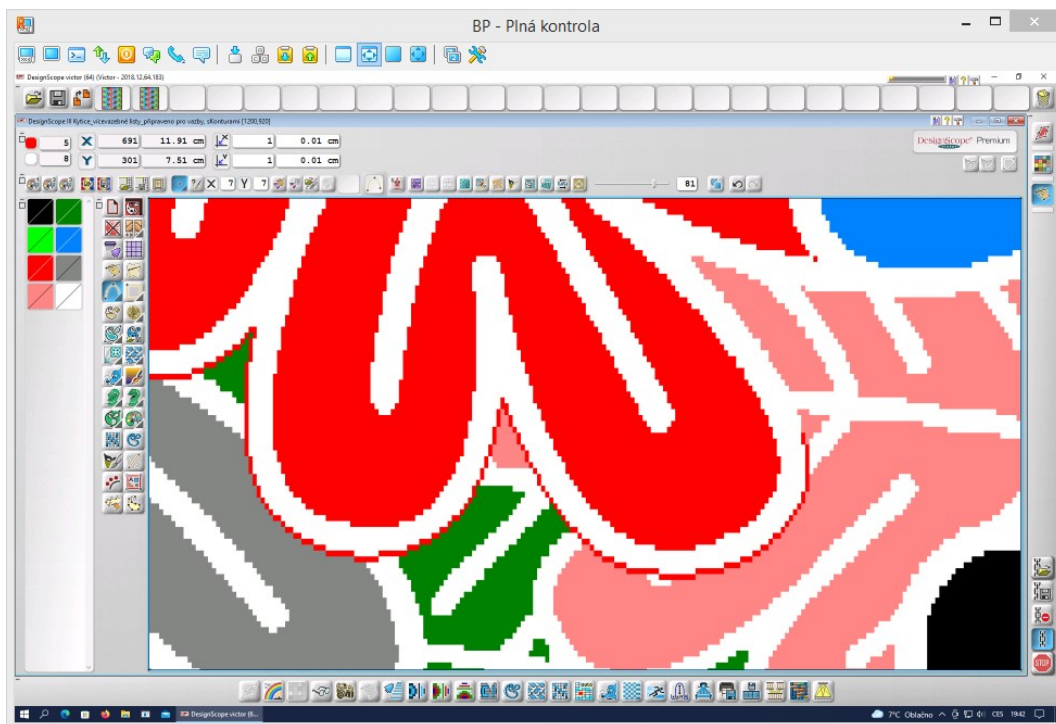 BP - Plná kontrola
DesignScope victor (64) (Victor - 2018.12.64.183)
DesignScope III Kytice_vícevazebné listy_připraveno pro vazby, sKonturami [1200,920]
5 X 691 11.91 cm X 1 0.01 cm
8 Y 301 7.51 cm Y 1 0.01 cm
DesignScope Premium
X 7 Y 7 81
STOP
DesignScope victor (6...
7°C Oblačno CES 19:42